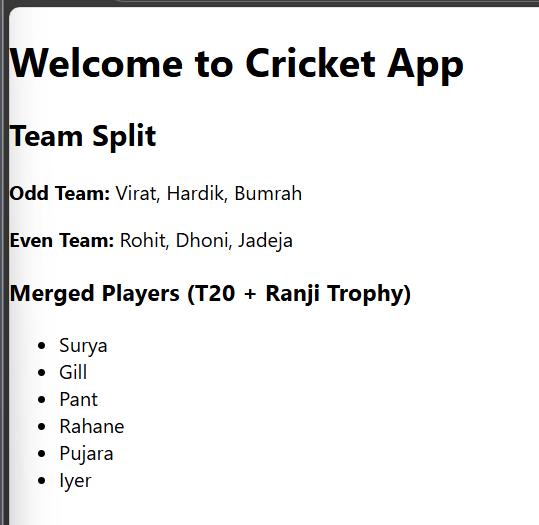 Welcome to Cricket App
Team Split
Odd Team: Virat, Hardik, Bumrah
Even Team: Rohit, Dhoni, Jadeja
Merged Players (T20 + Ranji Trophy)
• Surya
• Gill
• Pant
• Rahane
• Pujara
• Iyer